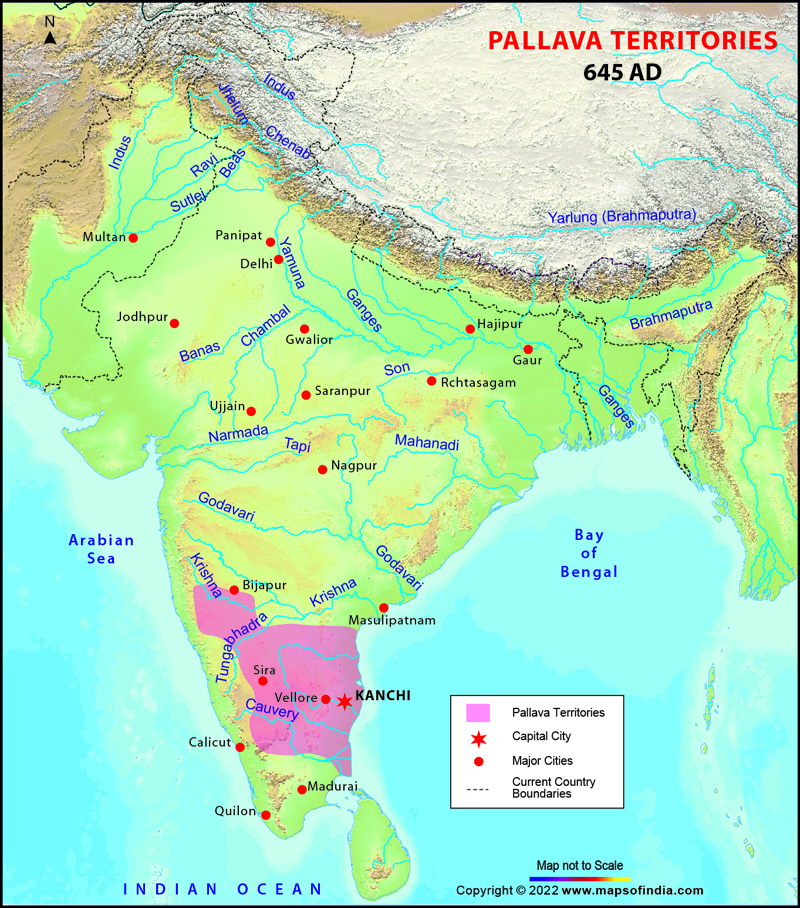 PALLAVA TERRITORIES
645 AD
N
Indus
Jhelum
Chenab
Indus
Ravi
Beas
Sutlej
Yarlung (Brahmaputra)
Multan
Panipat
Delhi
Yamuna
Ganges
Brahmaputra
Jodhpur
Chambal
Banas
Gwalior
Hajipur
Gaur
Son
Rchtasagam
Saranpur
Ganges
Ujjain
Narmada
Tapi
Mahanadi
Nagpur
Godavari
Arabian
Sea
Bay
of
Bengal
Godavari
Krishna
Bijapur
Krishna
Masulipatnam
Tungabhadra
Sira
Vellore
KANCHI
Cauvery
Calicut
Madurai
Quilon
Pallava Territories
Capital City
Major Cities
Current Country
Boundaries
Map not to Scale
INDIAN OCEAN
Copyright © 2022 www.mapsofindia.com